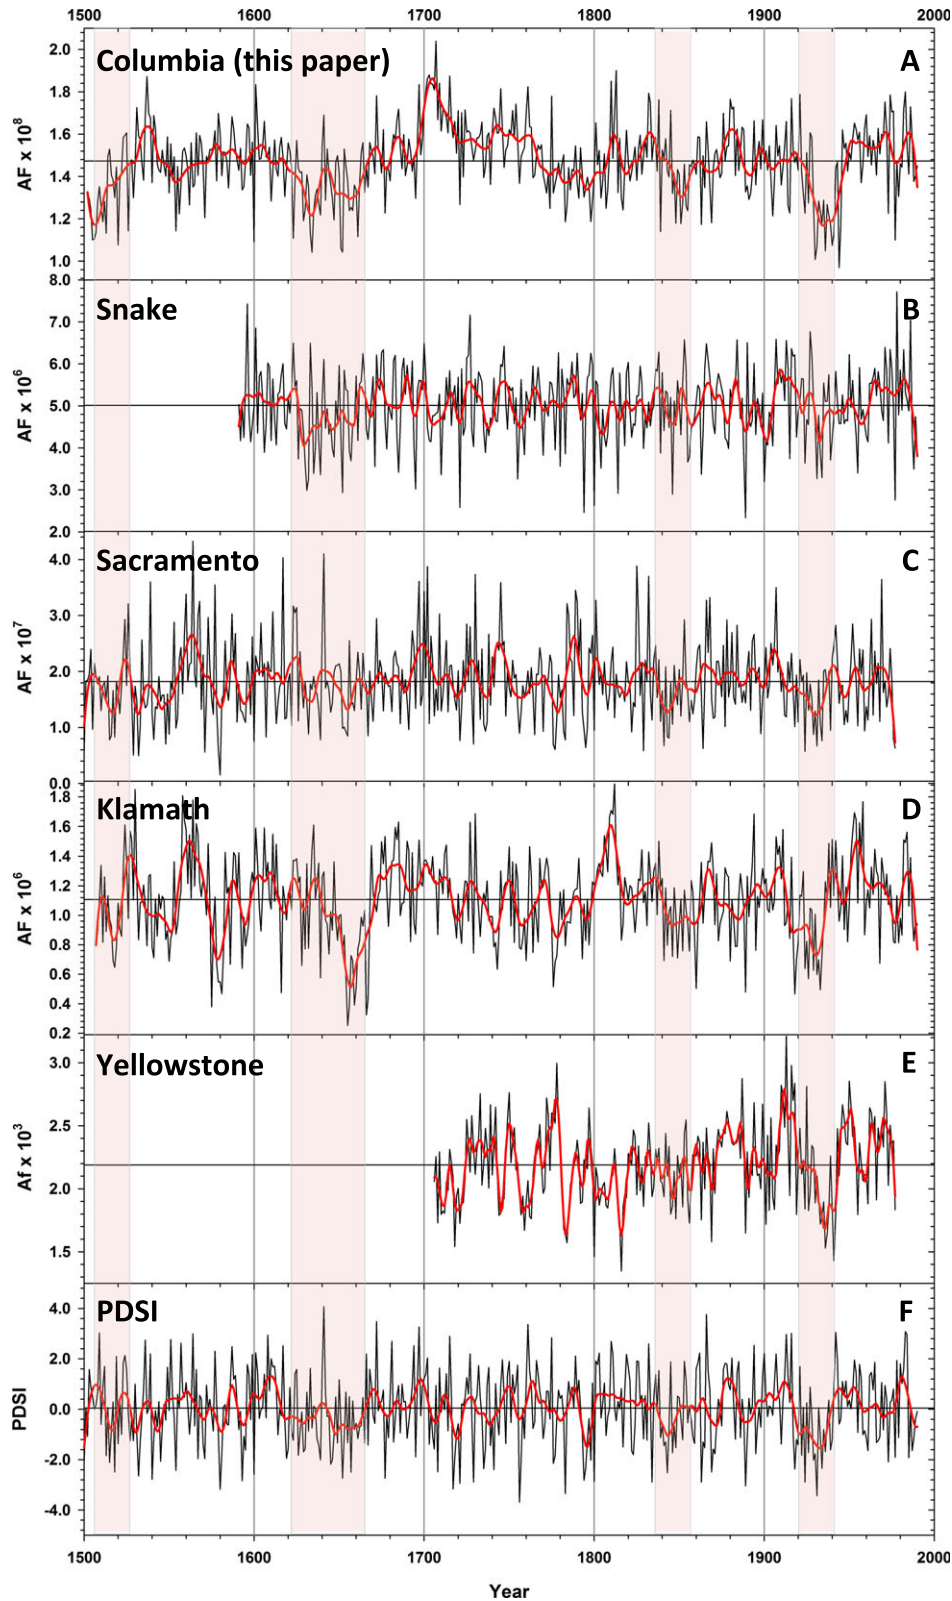 1500 1600 1700 1800 1900 2000
Columbia (this paper) A
AF x 10⁸
2.0
1.8
1.6
1.4
1.2
1.0
Snake B
AF x 10⁶
8.0
7.0
6.0
5.0
4.0
3.0
2.0
Sacramento C
AF x 10⁷
4.0
3.0
2.0
1.0
0.0
Klamath D
AF x 10⁶
1.8
1.6
1.4
1.2
1.0
0.8
0.6
0.4
0.2
Yellowstone E
Af x 10³
3.0
2.5
2.0
1.5
PDSI F
PDSI
4.0
2.0
0.0
-2.0
-4.0
1500 1600 1700 1800 1900 2000
Year